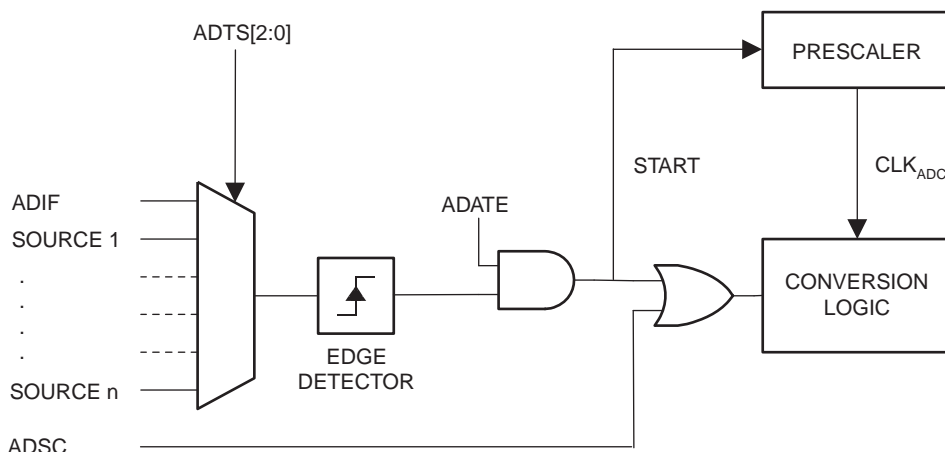 ADTS[2:0]
PRESCALER
START
CLKADC
ADIF
ADATE
SOURCE 1
.
.
.
.
CONVERSION
LOGIC
EDGE
DETECTOR
SOURCE n
ADSC